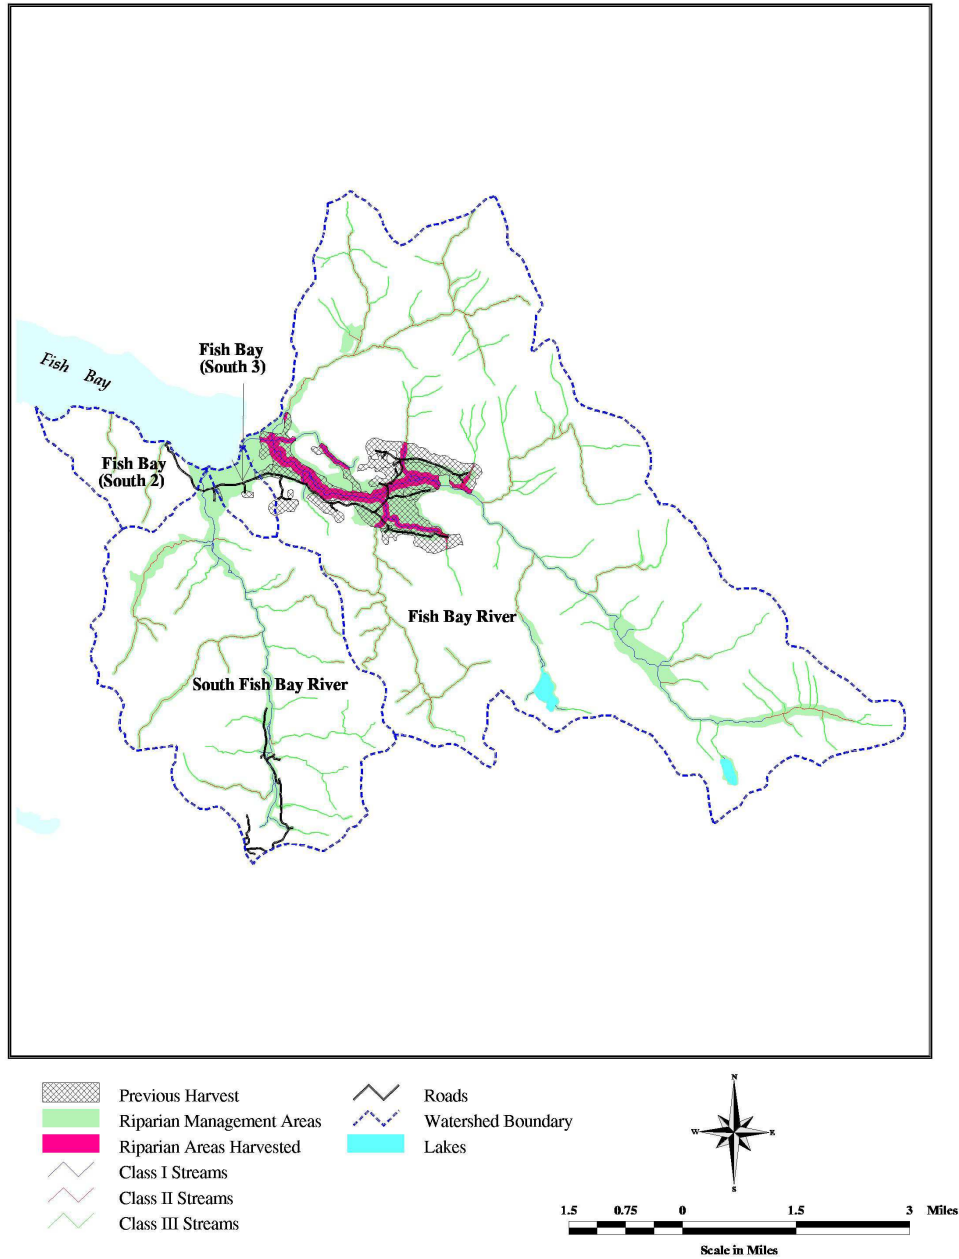 Fish Bay
Fish Bay
(South 3)
Fish Bay
(South 2)
Fish Bay River
South Fish Bay River
Previous Harvest
Riparian Management Areas
Riparian Areas Harvested
Class I Streams
Class II Streams
Class III Streams
Roads
Watershed Boundary
Lakes
N
W E
S
1.5 0.75 0 1.5 3 Miles
Scale in Miles